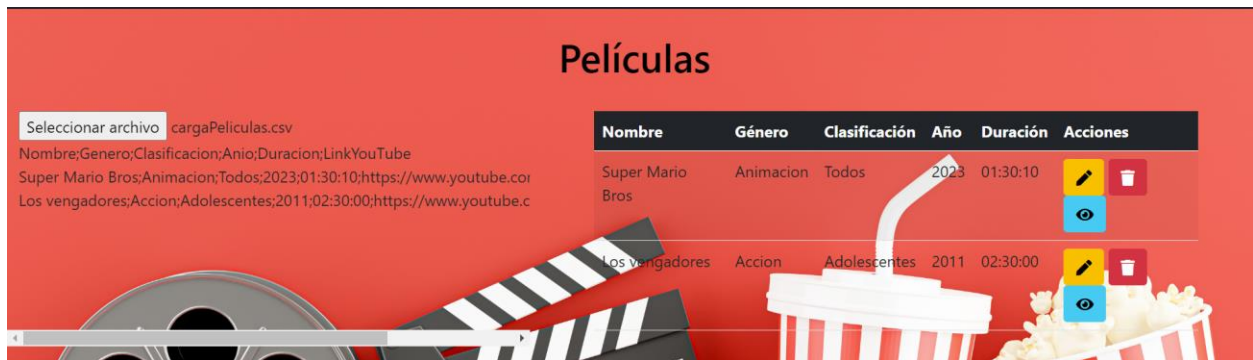 Películas
Seleccionar archivo cargaPeliculas.csv
Nombre;Genero;Clasificacion;Anio;Duracion;LinkYouTube
Super Mario Bros;Animacion;Todos;2023;01:30:10;https://www.youtube.cor
Los vengadores;Accion;Adolescentes;2011;02:30:00;https://www.youtube.c
Nombre Género Clasificación Año Duración Acciones
Super Mario Animacion Todos 2023 01:30:10
Bros
Los vengadores Accion Adolescentes 2011 02:30:00